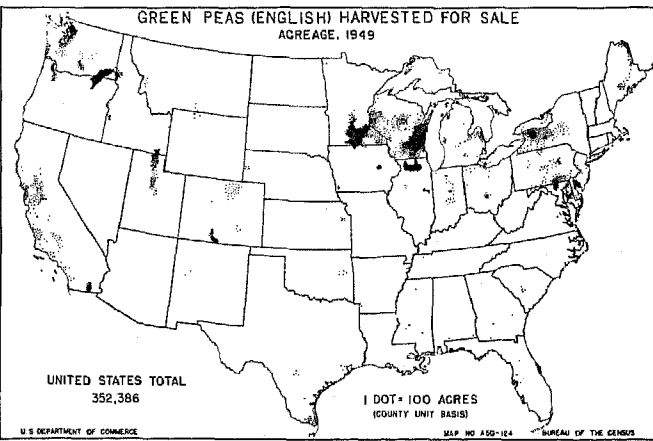 GREEN PEAS (ENGLISH) HARVESTED FOR SALE
ACREAGE, 1949
UNITED STATES TOTAL
352,386
1 DOT = 100 ACRES
(COUNTY UNIT BASIS)
U.S DEPARTMENT OF COMMERCE
MAP NO A50-124
BUREAU OF THE CENSUS